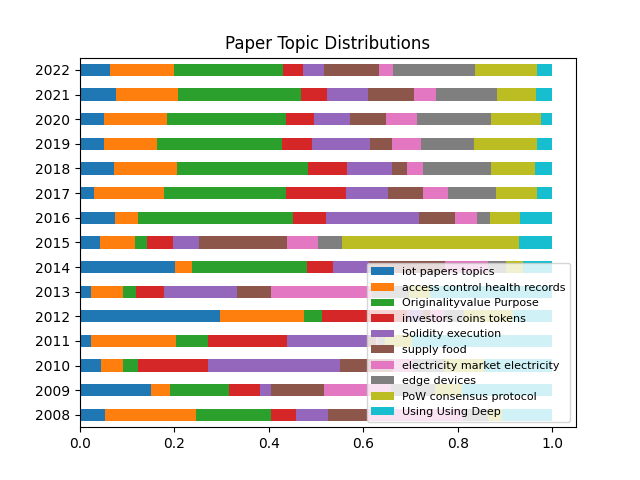 Paper Topic Distributions
2022
2021
2020
2019
2018
2017
2016
2015
2014
2013
2012
2011
2010
2009
2008
iot papers topics
access control health records
Originalityvalue Purpose
investors coins tokens
Solidity execution
supply food
electricity market electricity
edge devices
PoW consensus protocol
Using Using Deep
0.0 0.2 0.4 0.6 0.8 1.0